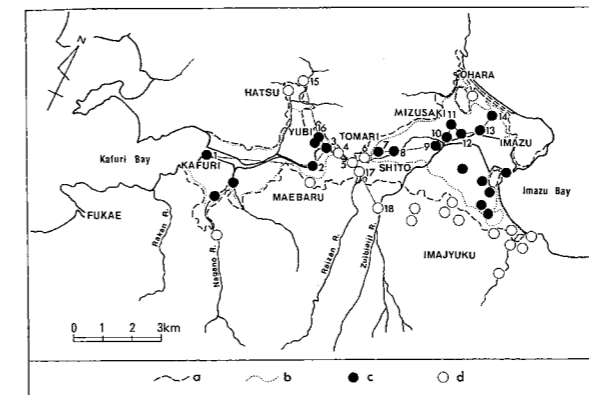 N
OHARA
15
HATSU
MIZUSAKI
11
14
16
YUBI
TOMARI
10
13
IMAZU
3
4
6
7
8
9
12
Kafuri Bay
1
5
SHITO
KAFURI
2
17
Imazu Bay
MAEBARU
FUKAE
18
IMAJYUKU
Nagano R.
Raizan R.
Zuibaiji R.
0 1 2 3km
a b c d